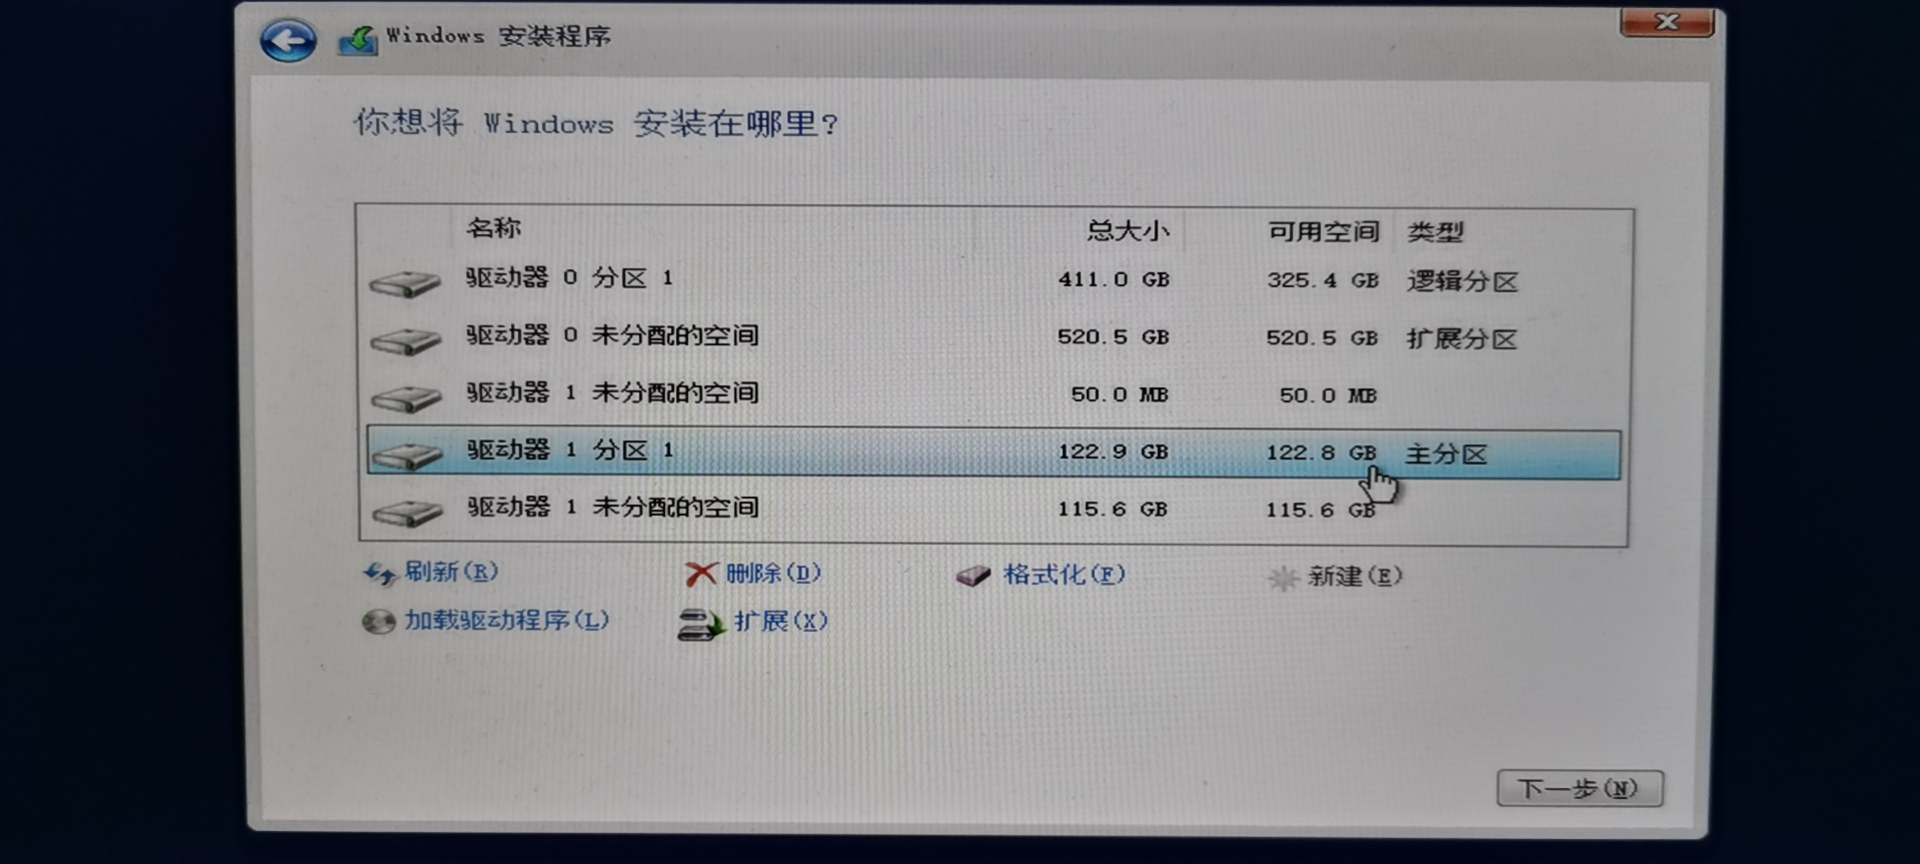 Windows 安装程序
你想将 Windows 安装在哪里?
名称 总大小 可用空间 类型
驱动器 0 分区 1 411.0 GB 325.4 GB 逻辑分区
驱动器 0 未分配的空间 520.5 GB 520.5 GB 扩展分区
驱动器 1 未分配的空间 50.0 MB 50.0 MB
驱动器 1 分区 1 122.9 GB 122.8 GB 主分区
驱动器 1 未分配的空间 115.6 GB 115.6 GB
刷新(R) 删除(D) 格式化(F) 新建(E)
加载驱动程序(L) 扩展(X)
下一步(N)